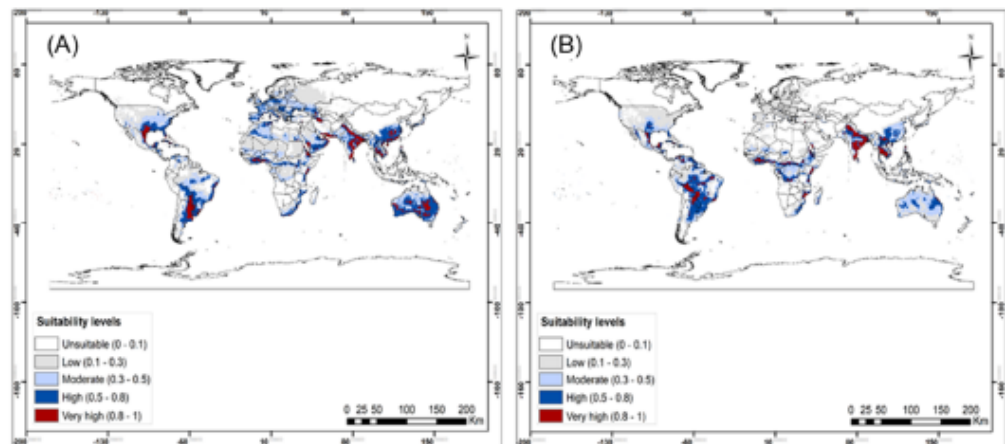 (A)
Suitability levels
Unsuitable (0 - 0.1)
Low (0.1 - 0.3)
Moderate (0.3 - 0.5)
High (0.5 - 0.8)
Very high (0.8 - 1)
0 25 50 100 150 200
Km
(B)
Suitability levels
Unsuitable (0 - 0.1)
Low (0.1 - 0.3)
Moderate (0.3 - 0.5)
High (0.5 - 0.8)
Very high (0.8 - 1)
0 25 50 100 150 200
Km